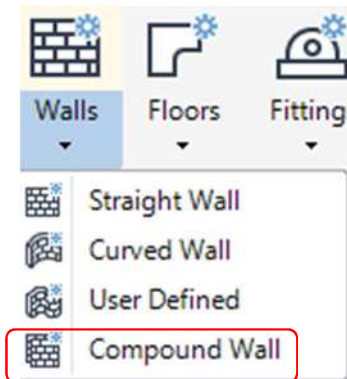 Walls Floors Fitting
Straight Wall
Curved Wall
User Defined
Compound Wall